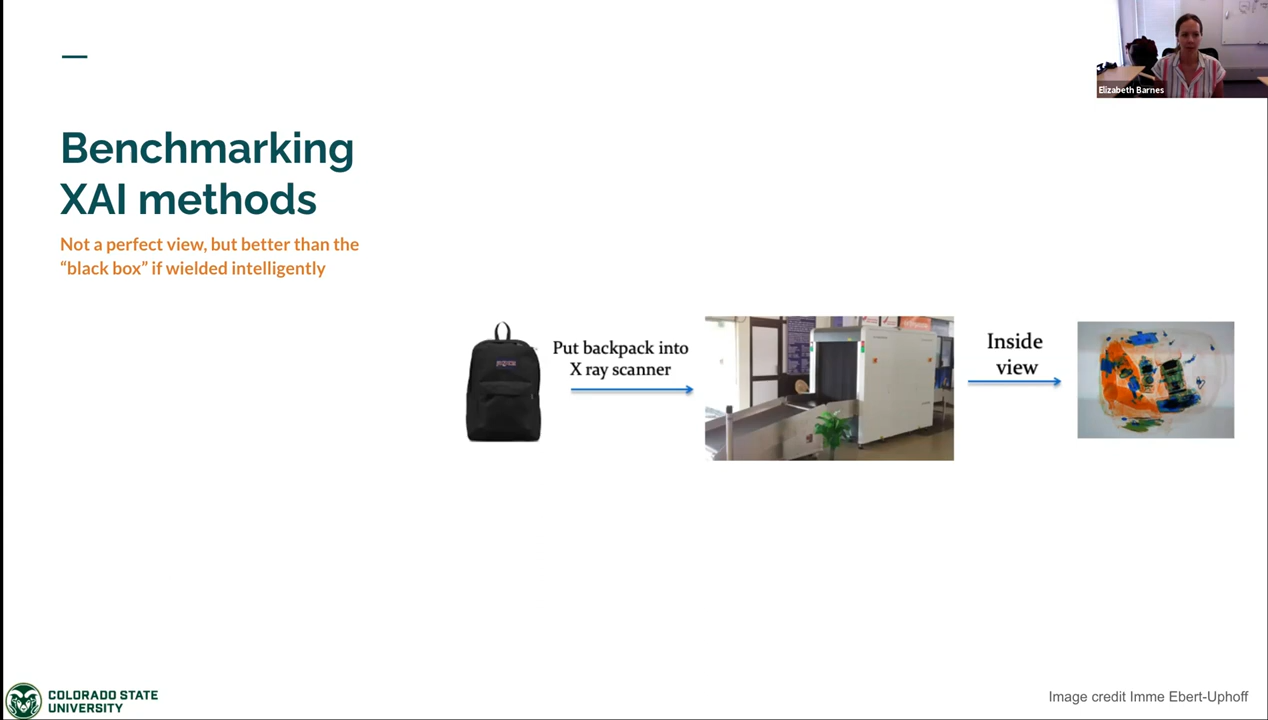 Elizabeth Barnes
Benchmarking
XAI methods
Not a perfect view, but better than the
“black box” if wielded intelligently
Put backpack into
X ray scanner
Inside
view
COLORADO STATE
UNIVERSITY
Image credit Imme Ebert-Uphoff